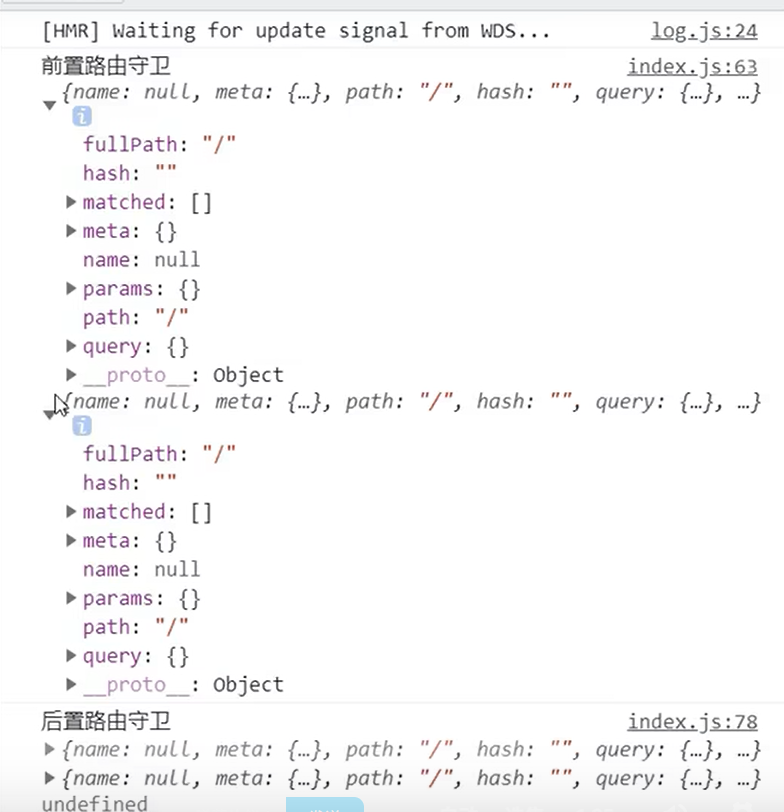 [HMR] Waiting for update signal from WDS... log.js:24
前置路由守卫 index.js:63
{name: null, meta: {…}, path: "/", hash: "", query: {…}, …}
i
fullPath: "/"
hash: ""
matched: []
meta: {}
name: null
params: {}
path: "/"
query: {}
__proto__: Object
{name: null, meta: {…}, path: "/", hash: "", query: {…}, …}
i
fullPath: "/"
hash: ""
matched: []
meta: {}
name: null
params: {}
path: "/"
query: {}
__proto__: Object
后置路由守卫 index.js:78
{name: null, meta: {…}, path: "/", hash: "", query: {…}, …}
{name: null, meta: {…}, path: "/", hash: "", query: {…}, …}
undefined